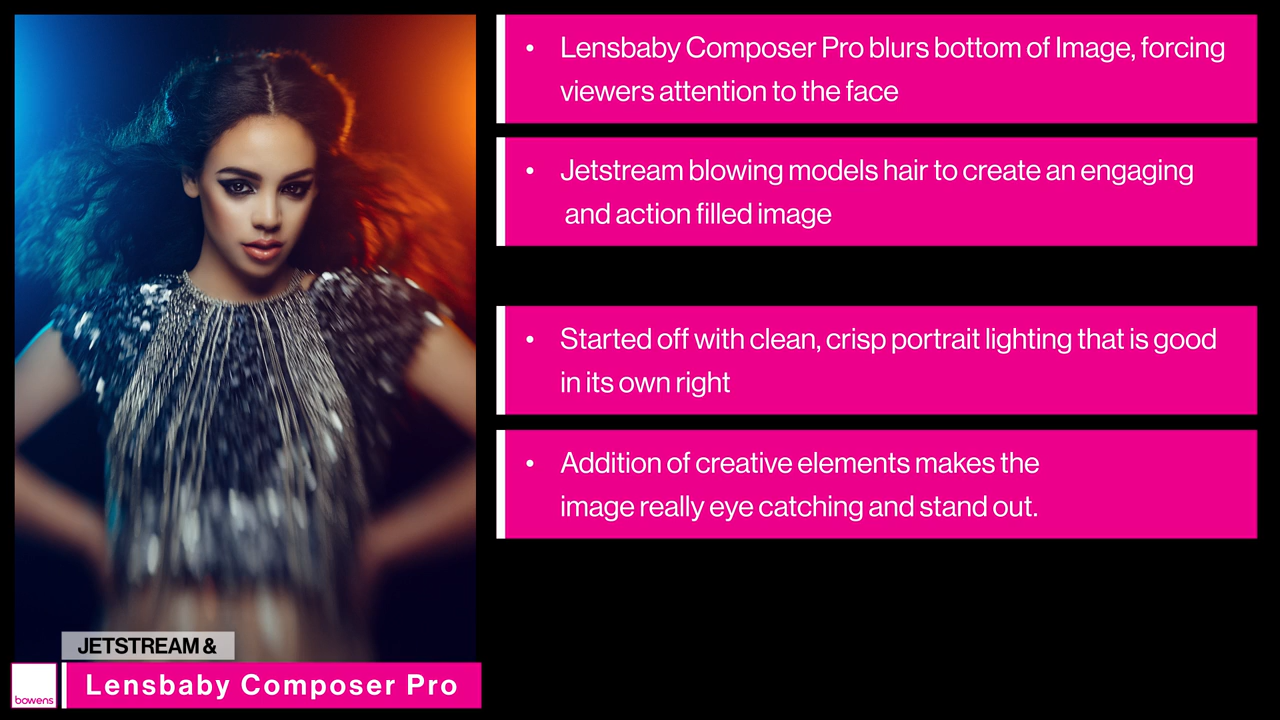 • Lensbaby Composer Pro blurs bottom of Image, forcing
viewers attention to the face
• Jetstream blowing models hair to create an engaging
and action filled image
• Started off with clean, crisp portrait lighting that is good
in its own right
• Addition of creative elements makes the
image really eye catching and stand out.
JETSTREAM &
Lensbaby Composer Pro
bowens